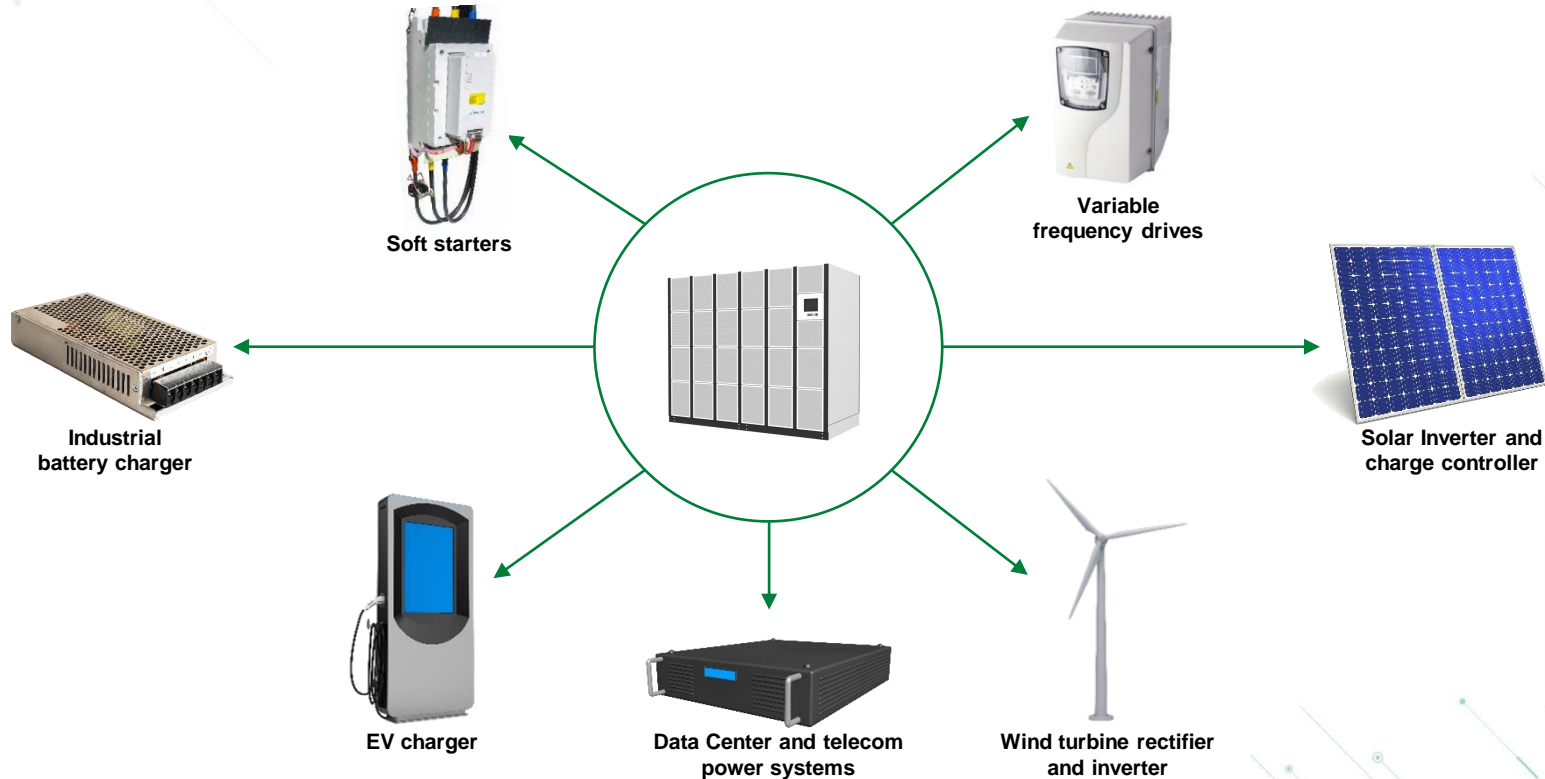 Soft starters
Variable
frequency drives
Industrial
battery charger
Solar Inverter and
charge controller
EV charger
Data Center and telecom
power systems
Wind turbine rectifier
and inverter